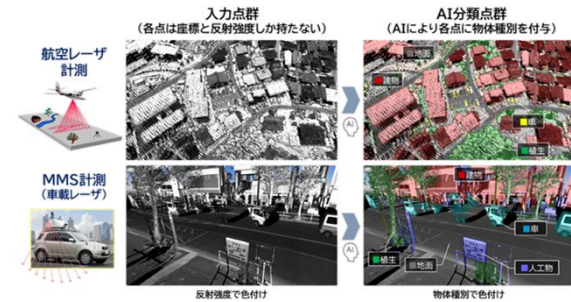 入力点群
(各点は座標と反射強度しか持たない)
AI分類点群
(AIにより各点に物体種別を付与)
航空レーザ
計測
地面
建物
車
植生
AI
MMS計測
(車載レーザ)
建物
車
植生
地面
人工物
AI
反射強度で色付け
物体種別で色付け